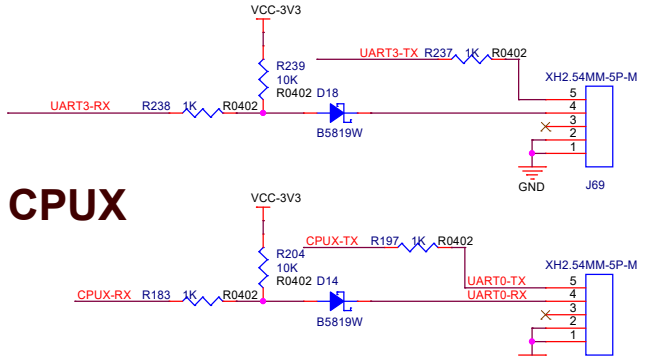 VCC-3V3
UART3-TX R237 1K R0402
R239
10K
R0402 D18
XH2.54MM-5P-M
UART3-RX R238 1K R0402
B5819W
5
4
3
2
1
GND
J69
CPUX
VCC-3V3
CPUX-TX R197 1K R0402
R204
10K
R0402 D14
XH2.54MM-5P-M
UART0-TX
CPUX-RX R183 1K R0402
UART0-RX
B5819W
5
4
3
2
1